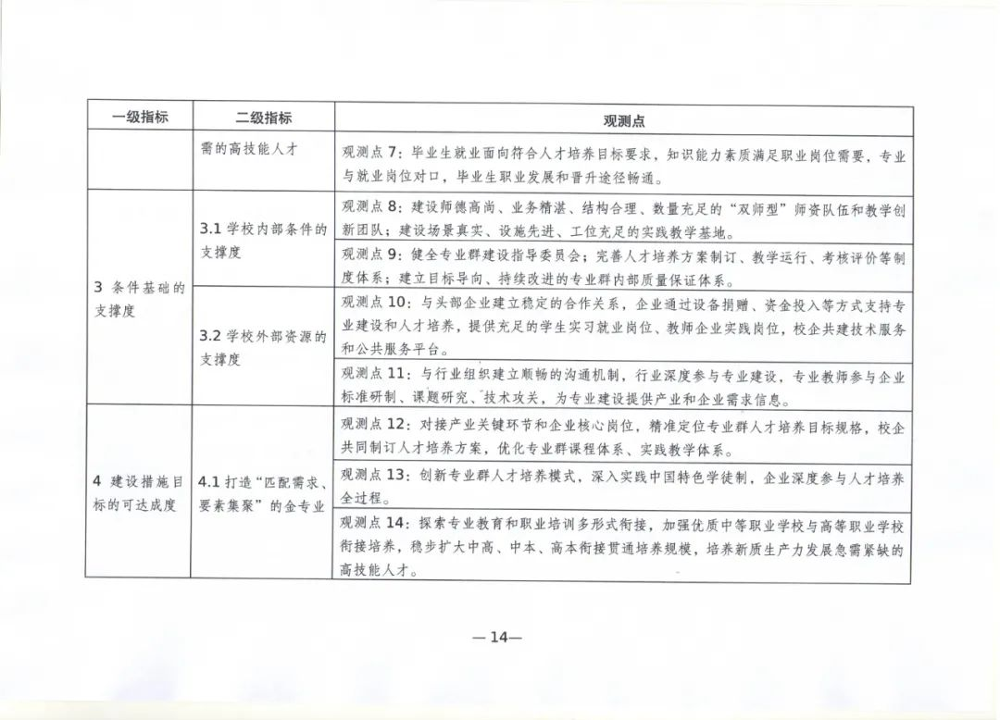 一级指标
二级指标
观测点
需的高技能人才
观测点 7：毕业生就业面向符合人才培养目标要求，知识能力素质满足职业岗位需要，专业
与就业岗位对口，毕业生职业发展和晋升途径畅通。
3 条件基础的
支撑度
3.1 学校内部条件的
支撑度
观测点 8：建设师德高尚、业务精湛、结构合理、数量充足的“双师型”师资队伍和教学创
新团队；建设场景真实、设施先进、工位充足的实践教学基地。
观测点 9：健全专业群建设指导委员会；完善人才培养方案制订、教学运行、考核评价等制
度体系；建立目标导向、持续改进的专业群内部质量保证体系。
3.2 学校外部资源的
支撑度
观测点 10：与头部企业建立稳定的合作关系，企业通过设备捐赠、资金投入等方式支持专
业建设和人才培养，提供充足的学生实习就业岗位、教师企业实践岗位，校企共建技术服务
和公共服务平台。
观测点 11：与行业组织建立顺畅的沟通机制，行业深度参与专业建设，专业教师参与企业
标准研制、课题研究、技术攻关，为专业建设提供产业和企业需求信息。
4 建设措施目
标的可达成度
4.1 打造“匹配需求、
要素集聚”的金专业
观测点 12：对接产业关键环节和企业核心岗位，精准定位专业群人才培养目标规格，校企
共同制订人才培养方案，优化专业群课程体系、实践教学体系。
观测点 13：创新专业群人才培养模式，深入实践中国特色学徒制，企业深度参与人才培养
全过程。
观测点 14：探索专业教育和职业培训多形式衔接，加强优质中等职业学校与高等职业学校
衔接培养，稳步扩大中高、中本、高本衔接贯通培养规模，培养新质生产力发展急需紧缺的
高技能人才。
— 14—